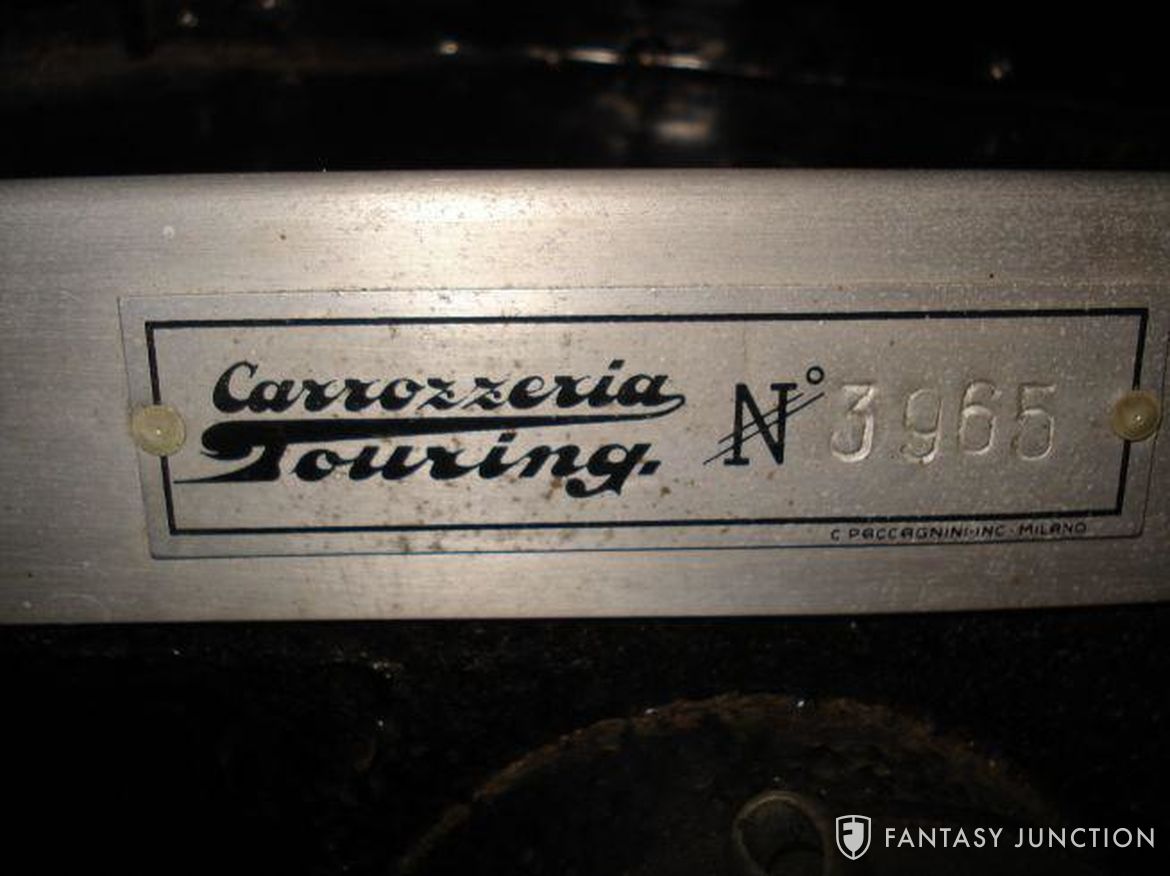 Carrozzeria
Touring.
N° 3965
C. PACCAGNINI-INC-MILANO
FANTASY JUNCTION